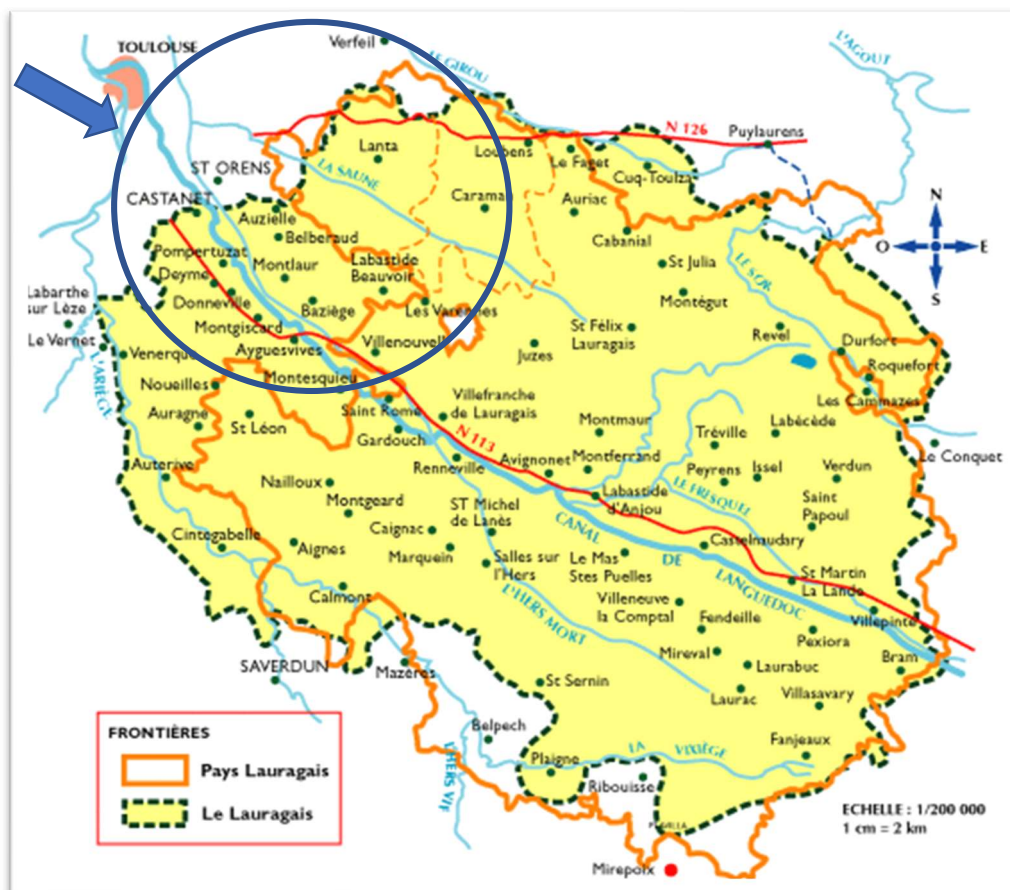 TOULOUSE
Verfeil
LE GIROU
L'AGOUT
N 126
Puylaurens
Lanta
Loubens
Le Faget
Cuq-Toulza
ST ORENS
LA SAUNE
CASTANET
Caraman
Auriac
N
O
E
S
Auzielle
Belberaud
Cabanial
Pompertuzat
Montlaur
Labastide
Beauvoir
St Julia
LE SOR
Deyme
Labarthe
sur Lèze
Donneville
Baziège
Les Varennes
Montégut
Montgiscard
St Félix
Lauragais
Revel
Le Vernet
Venerque
Ayguesvives
Villenouvelle
Juzes
Durfort
Roquefort
L'ARIÈGE
Noueilles
Montesquieu
Les Cammazes
Auragne
Saint Rome
Villefranche
de Lauragais
Montmaur
Labécède
St Léon
Gardouch
N 113
Tréville
Le Conquet
Auterive
Renneville
Avignonet
Montferrand
Peyrens
Issel
Verdun
Nailloux
Labastide
d'Anjou
LE FRISQUEL
Saint
Papoul
Montgeard
ST Michel
de Lanès
CANAL
DE
LANGUEDOC
Caignac
Cintegabelle
Aignes
Marquein
Salles sur
l'Hers
Le Mas
Stes Puelles
Castelnaudary
St Martin
La Lande
Calmont
L'HERS MORT
Villeneuve
la Comptal
Fendeille
Villepinte
Pexiora
SAVERDUN
Mazères
Mireval
Laurabuc
Bram
St Sernin
Laurac
Villasavary
Belpech
Fanjeaux
L'HERS VIF
Plaigne
LA VIXIÈGE
Ribouisse
Mirepoix
FRONTIÈRES
Pays Lauragais
Le Lauragais
ECHELLE : 1/200 000
1 cm = 2 km